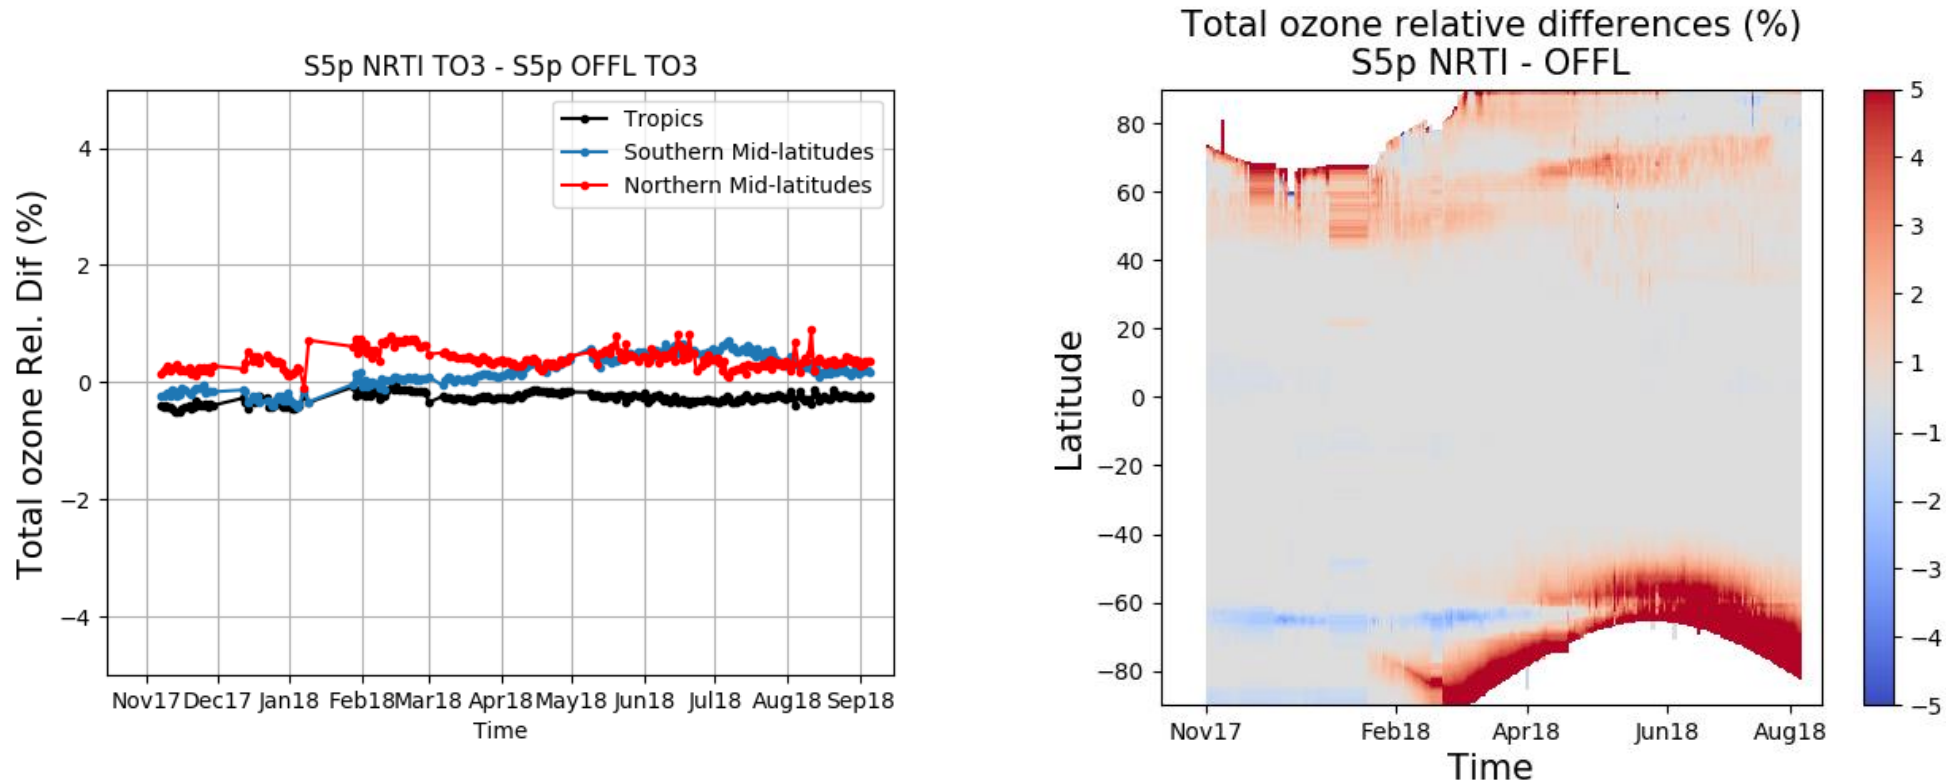 S5p NRTI TO3 - S5p OFFL TO3
Total ozone Rel. Dif (%)
4
2
0
−2
−4
Tropics
Southern Mid-latitudes
Northern Mid-latitudes
Nov17 Dec17 Jan18 Feb18 Mar18 Apr18 May18 Jun18 Jul18 Aug18 Sep18
Time
Total ozone relative differences (%)
S5p NRTI - OFFL
Latitude
80
60
40
20
0
−20
−40
−60
−80
Nov17 Feb18 Apr18 Jun18 Aug18
Time
5
4
3
2
1
−1
−2
−3
−4
−5